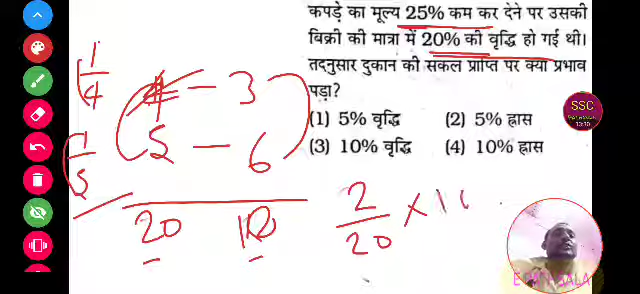 कपड़े का मूल्य 25% कम कर देने पर उसकी
बिक्री की मात्रा में 20% की वृद्धि हो गई थी।
तदनुसार दुकान की सकल प्राप्ति पर क्या प्रभाव
पड़ा?
(1) 5% वृद्धि (2) 5% ह्रास
(3) 10% वृद्धि (4) 10% ह्रास
1/4
4 — 3
1/5
5 — 6
20
2/20 ×
SSC